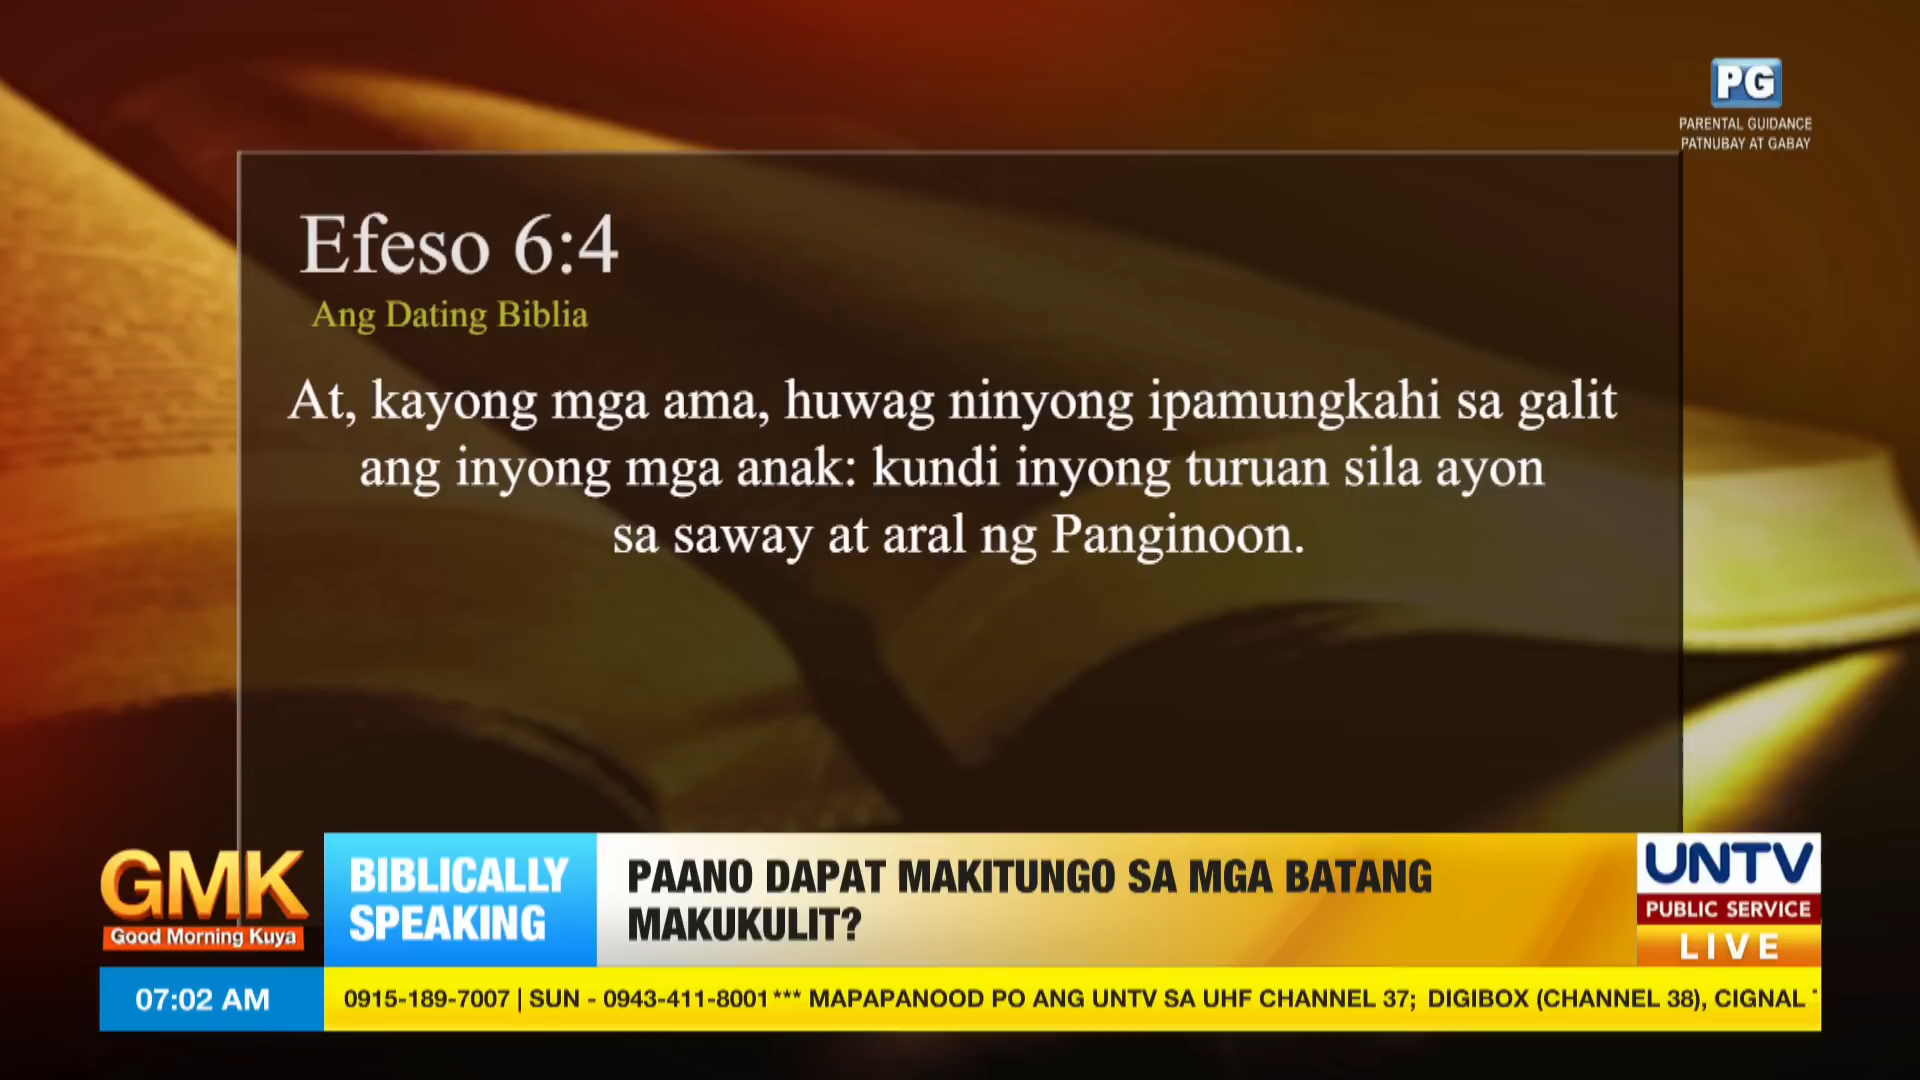 PG
PARENTAL GUIDANCE
PATNUBAY AT GABAY
Efeso 6:4
Ang Dating Biblia
At, kayong mga ama, huwag ninyong ipamungkahi sa galit
ang inyong mga anak: kundi inyong turuan sila ayon
sa saway at aral ng Panginoon.
GMK
Good Morning Kuya
BIBLICALLY
SPEAKING
PAANO DAPAT MAKITUNGO SA MGA BATANG
MAKUKULIT?
UNTV
PUBLIC SERVICE
LIVE
07:02 AM
0915-189-7007 | SUN - 0943-411-8001 *** MAPAPANOOD PO ANG UNTV SA UHF CHANNEL 37; DIGIBOX (CHANNEL 38), CIGNAL